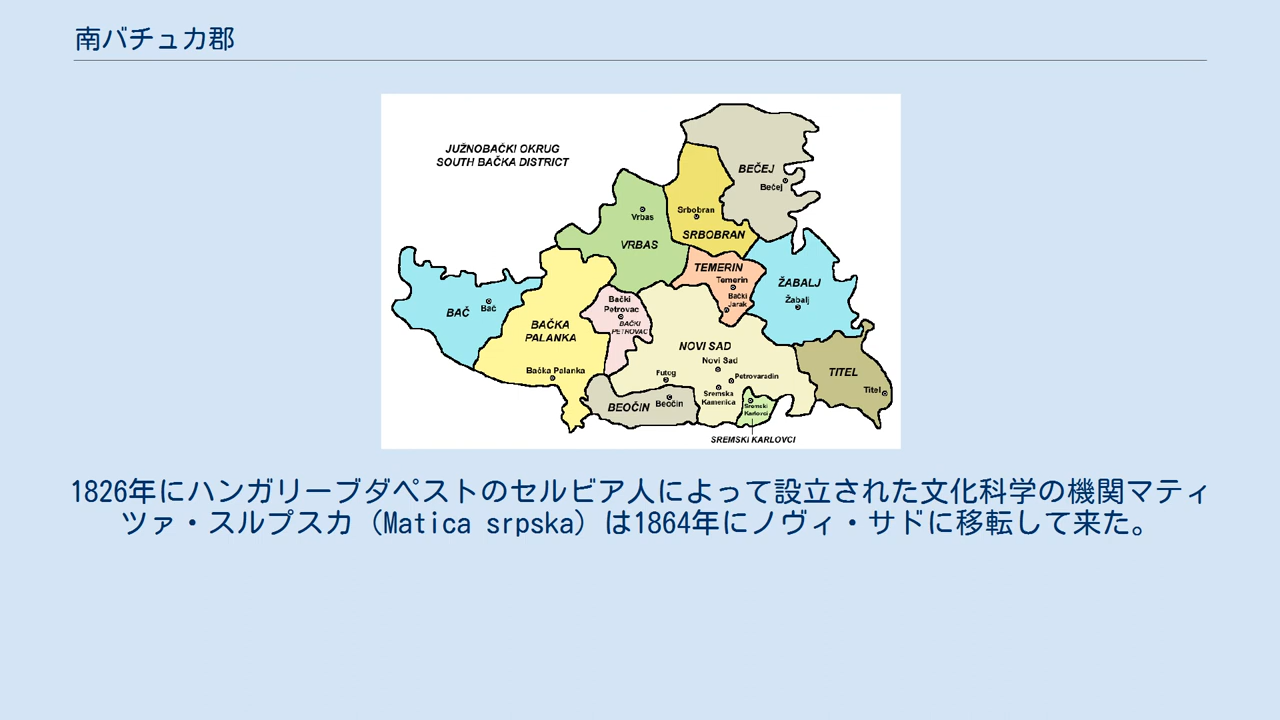 南バチュカ郡
JUŽNOBAČKI OKRUG
SOUTH BAČKA DISTRICT
BEČEJ
Bečej
Srbobran
SRBOBRAN
Vrbas
VRBAS
TEMERIN
Temerin
Bački
Jarak
ŽABALJ
Žabalj
BAČ
Bač
BAČKA
PALANKA
Bačka Palanka
Bački
Petrovac
BAČKI
PETROVAC
NOVI SAD
Novi Sad
Futog
Petrovaradin
Sremska
Kamenica
TITEL
Titel
BEOČIN
Beočin
Sremski
Karlovci
SREMSKI KARLOVCI
1826年にハンガリーブダペストのセルビア人によって設立された文化科学の機関マティ
ツァ・スルプスカ (Matica srpska) は1864年にノヴィ・サドに移転して来た。